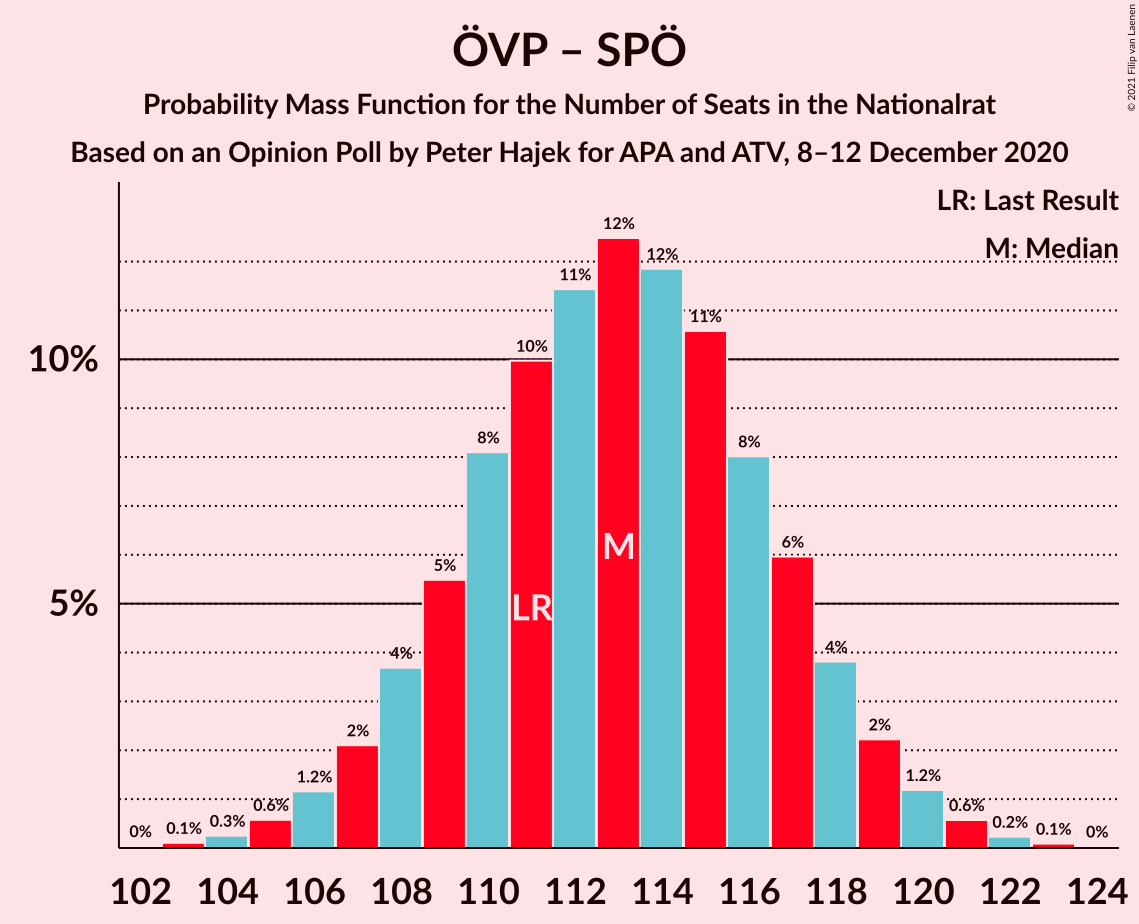 ÖVP – SPÖ
Probability Mass Function for the Number of Seats in the Nationalrat
Based on an Opinion Poll by Peter Hajek for APA and ATV, 8–12 December 2020
© 2021 Filip van Laenen
LR: Last Result
M: Median
10%
5%
0%
0.1%
0.3%
0.6%
1.2%
2%
4%
5%
8%
10%
11%
12%
12%
11%
8%
6%
4%
2%
1.2%
0.6%
0.2%
0.1%
0%
LR
M
102 104 106 108 110 112 114 116 118 120 122 124